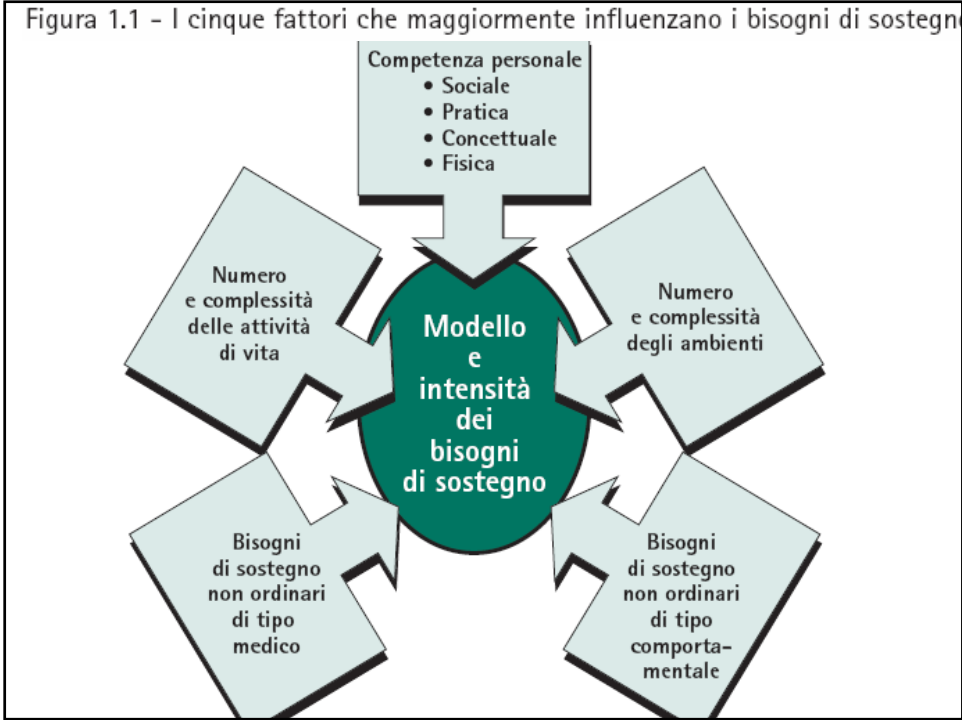 Figura 1.1 - I cinque fattori che maggiormente influenzano i bisogni di sostegno
Competenza personale
• Sociale
• Pratica
• Concettuale
• Fisica
Numero
e complessità
delle attività
di vita
Modello
e
intensità
dei
bisogni
di sostegno
Numero
e complessità
degli ambienti
Bisogni
di sostegno
non ordinari
di tipo
medico
Bisogni
di sostegno
non ordinari
di tipo
comporta-
mentale